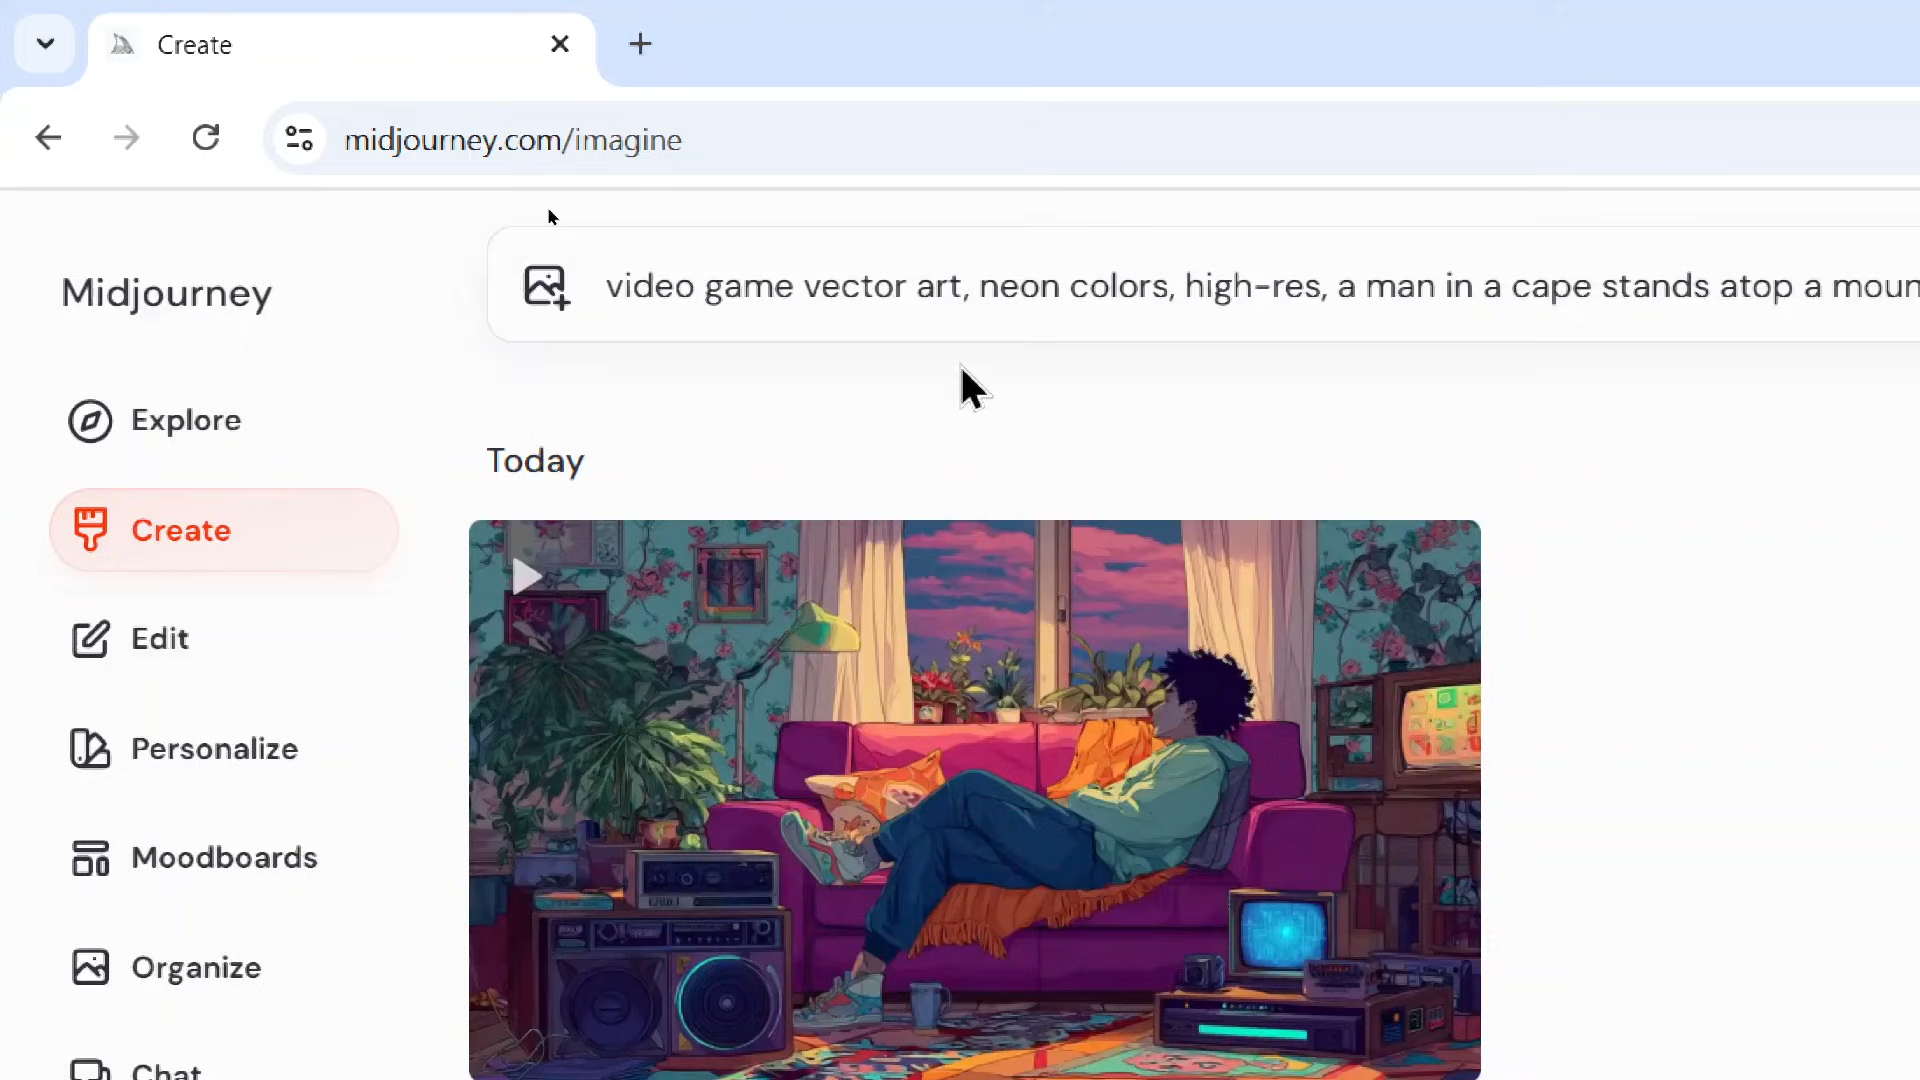 Create
midjourney.com/imagine
Midjourney
video game vector art, neon colors, high-res, a man in a cape stands atop a moun
Explore
Today
Create
Edit
Personalize
Moodboards
Organize
Chat